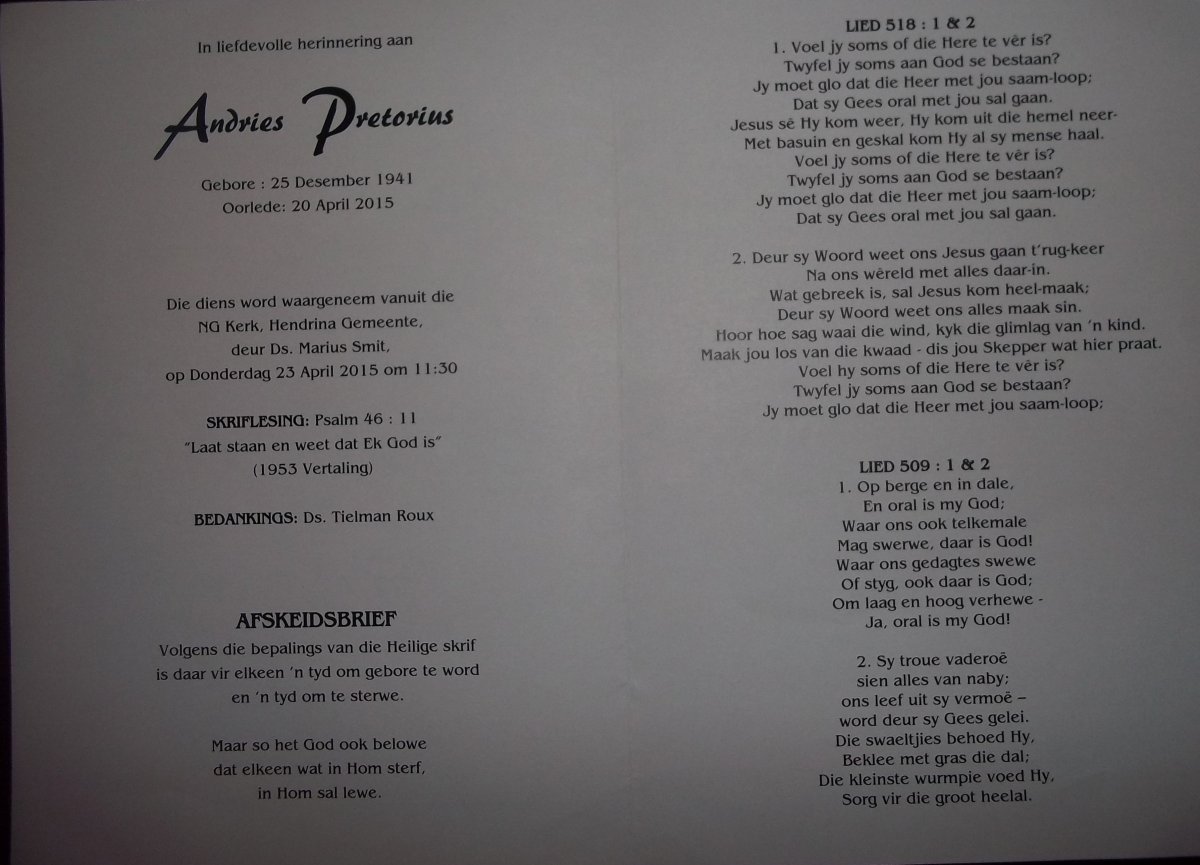 In liefdevolle herinnering aan
Andries Pretorius
Gebore : 25 Desember 1941
Oorlede: 20 April 2015
Die diens word waargeneem vanuit die
NG Kerk, Hendrina Gemeente,
deur Ds. Marius Smit,
op Donderdag 23 April 2015 om 11:30
SKRIFLESING: Psalm 46 : 11
"Laat staan en weet dat Ek God is"
(1953 Vertaling)
BEDANKINGS: Ds. Tielman Roux
AFSKEIDSBRIEF
Volgens die bepalings van die Heilige skrif
is daar vir elkeen 'n tyd om gebore te word
en 'n tyd om te sterwe.
Maar so het God ook belowe
dat elkeen wat in Hom sterf,
in Hom sal lewe.
LIED 518 : 1 & 2
1. Voel jy soms of die Here te vêr is?
Twyfel jy soms aan God se bestaan?
Jy moet glo dat die Heer met jou saam-loop;
Dat sy Gees oral met jou sal gaan.
Jesus sê Hy kom weer, Hy kom uit die hemel neer-
Met basuin en geskal kom Hy al sy mense haal.
Voel jy soms of die Here te vêr is?
Twyfel jy soms aan God se bestaan?
Jy moet glo dat die Heer met jou saam-loop;
Dat sy Gees oral met jou sal gaan.
2. Deur sy Woord weet ons Jesus gaan t'rug-keer
Na ons wêreld met alles daar-in.
Wat gebreek is, sal Jesus kom heel-maak;
Deur sy Woord weet ons alles maak sin.
Hoor hoe sag waai die wind, kyk die glimlag van 'n kind.
Maak jou los van die kwaad - dis jou Skepper wat hier praat.
Voel hy soms of die Here te vêr is?
Twyfel jy soms aan God se bestaan?
Jy moet glo dat die Heer met jou saam-loop;
LIED 509 : 1 & 2
1. Op berge en in dale,
En oral is my God;
Waar ons ook telkemale
Mag swerwe, daar is God!
Waar ons gedagtes swewe
Of styg, ook daar is God;
Om laag en hoog verhewe -
Ja, oral is my God!
2. Sy troue vaderoë
sien alles van naby;
ons leef uit sy vermoë –
word deur sy Gees gelei.
Die swaeltjies behoed Hy,
Beklee met gras die dal;
Die kleinste wurmpie voed Hy,
Sorg vir die groot heelal.